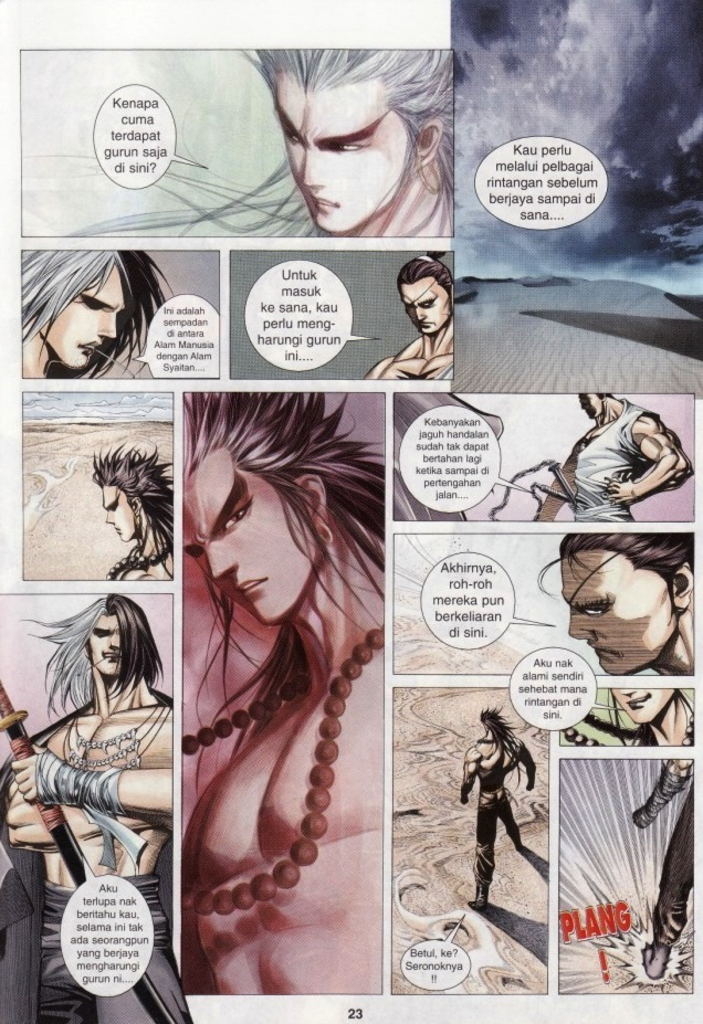 Kenapa
cuma
terdapat
gurun saja
di sini?
Kau perlu
melalui pelbagai
rintangan sebelum
berjaya sampai di
sana....
Ini adalah
sempadan
di antara
Alam Manusia
dengan Alam
Syaitan....
Untuk
masuk
ke sana, kau
perlu meng-
harungi gurun
ini....
Kebanyakan
jaguh handalan
sudah tak dapat
bertahan lagi
ketika sampai di
pertengahan
jalan....
Akhirnya,
roh-roh
mereka pun
berkeliaran
di sini.
Aku
terlupa nak
beritahu kau,
selama ini tak
ada seorangpun
yang berjaya
mengharungi
gurun ni....
Aku nak
alami sendiri
sehebat mana
rintangan di
sini.
Betul, ke?
Seronoknya
!!
PLANG
!
23